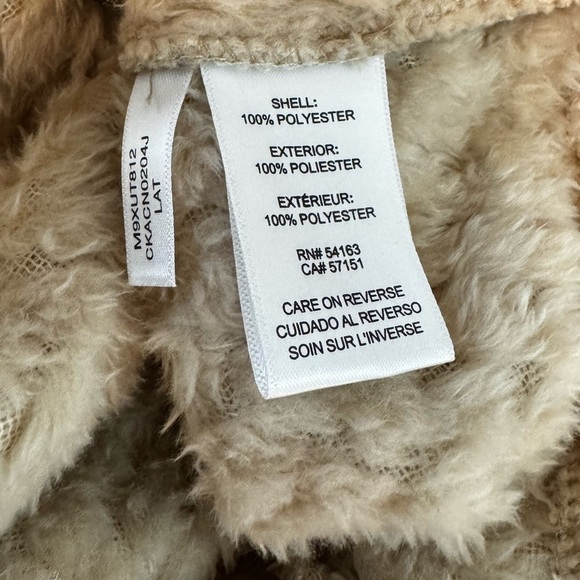 M9XUT812
CKACN0204J
LAT
SHELL:
100% POLYESTER
EXTERIOR:
100% POLIESTER
EXTÉRIEUR:
100% POLYESTER
RN# 54163
CA# 57151
CARE ON REVERSE
CUIDADO AL REVERSO
SOIN SUR L'INVERSE